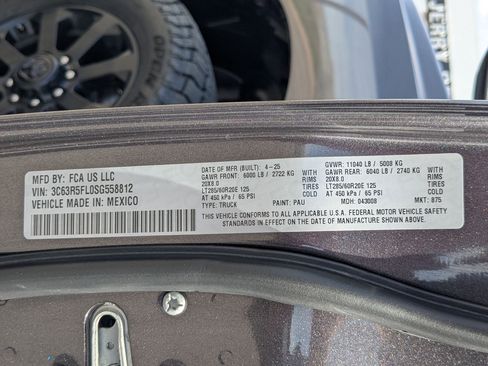 JERRY
OPEN
MFD BY: FCA US LLC
VIN: 3C63R5FL0SG558812
VEHICLE MADE IN: MEXICO
DATE OF MFR (BUILT): 4-25
GAWR FRONT: 6000 LB / 2722 KG
20X8.0 RIMS
LT285/60R20E 125 TIRES
AT 450 kPa / 65 PSI COLD
TYPE: TRUCK
GVWR: 11040 LB / 5008 KG
GAWR REAR: 6040 LB / 2740 KG
20X8.0 RIMS
LT285/60R20E 125 TIRES
AT 450 kPa / 65 PSI COLD
PAINT: PAU MDH: 043008 MKT: 875
THIS VEHICLE CONFORMS TO ALL APPLICABLE U.S.A. FEDERAL MOTOR VEHICLE SAFETY
STANDARDS IN EFFECT ON THE DATE OF MANUFACTURE SHOWN ABOVE.